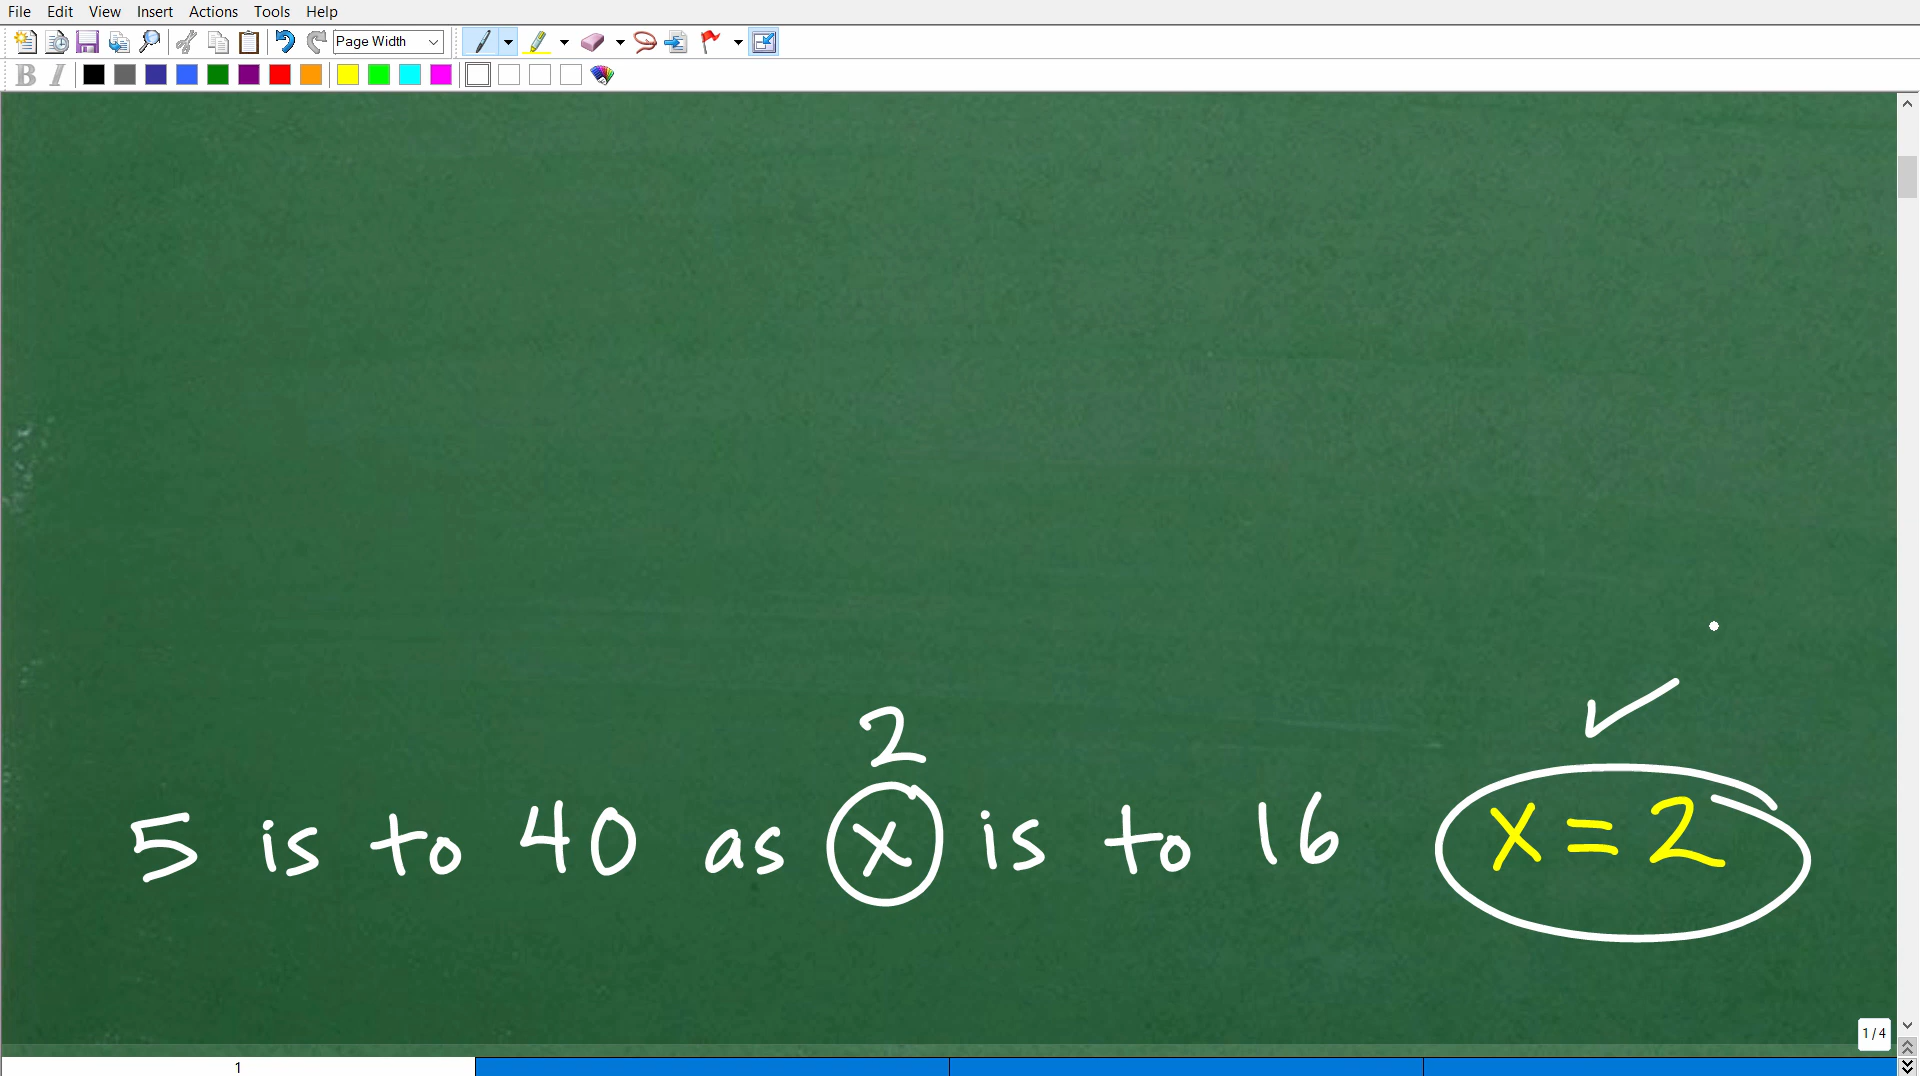 File Edit View Insert Actions Tools Help
Page Width
B I
2
5 is to 40 as x is to 16 x = 2
1 / 4
1